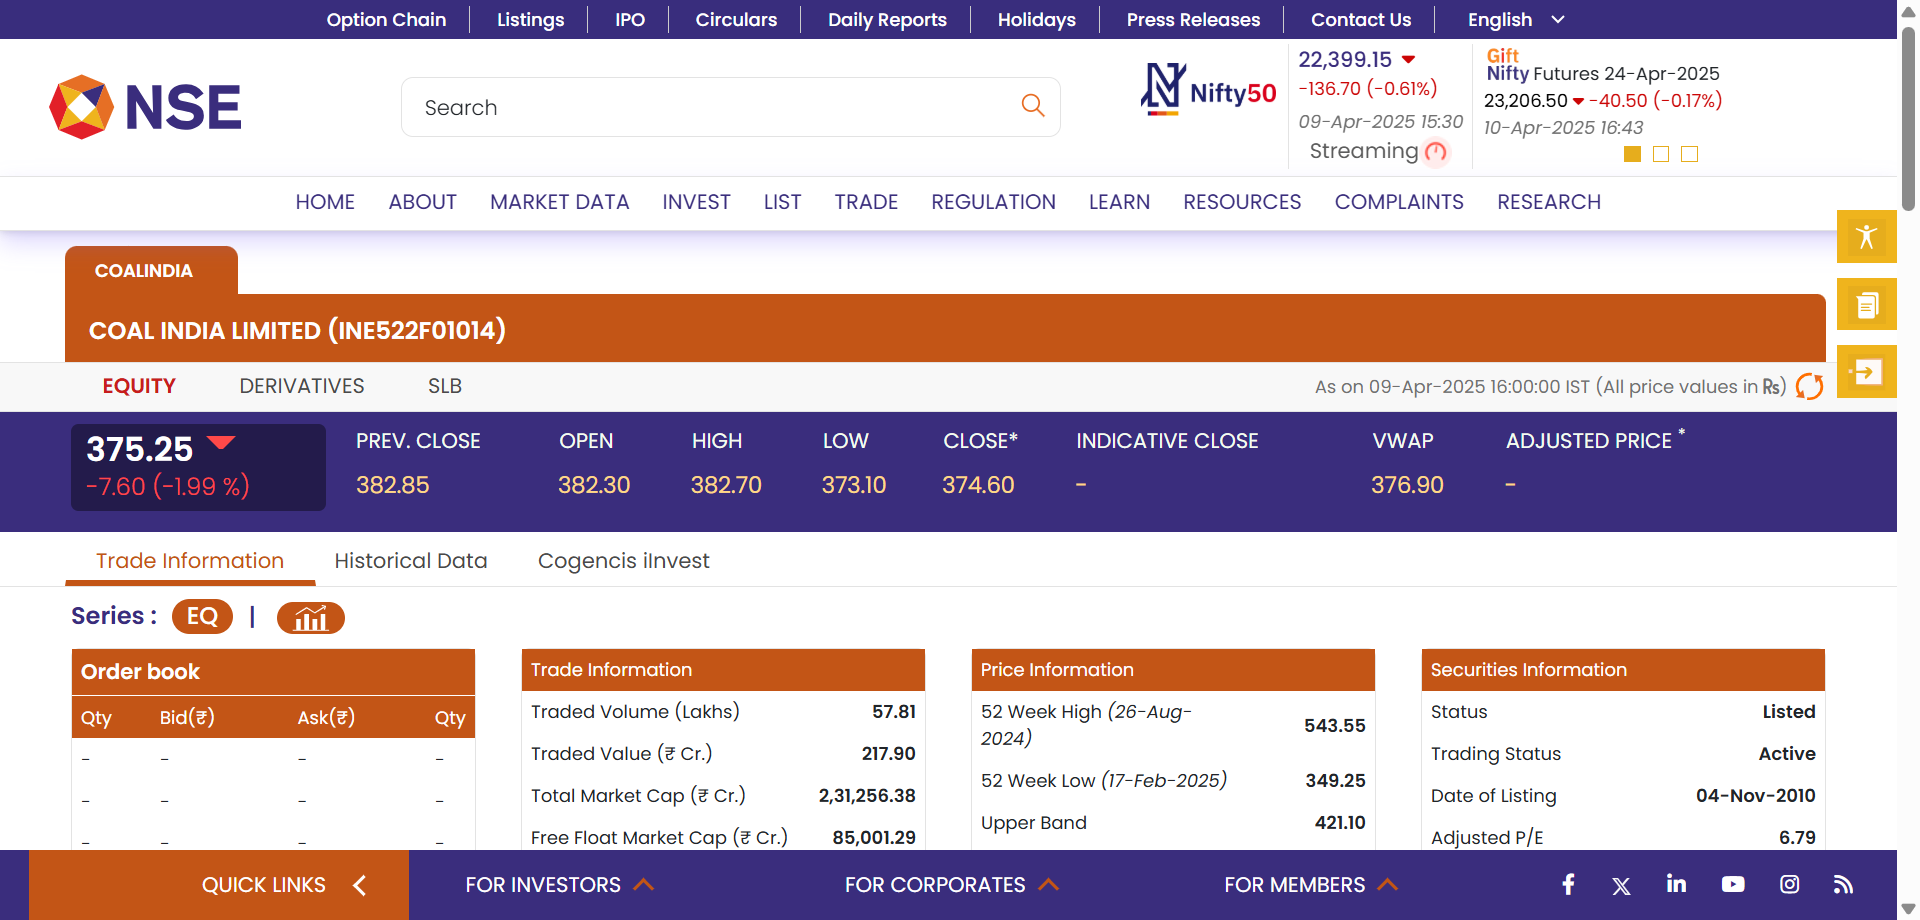 Option Chain Listings IPO Circulars Daily Reports Holidays Press Releases Contact Us English
NSE
Search
Nifty50
22,399.15
-136.70 (-0.61%)
09-Apr-2025 15:30
Streaming
Gift
Nifty Futures 24-Apr-2025
23,206.50 -40.50 (-0.17%)
10-Apr-2025 16:43
HOME ABOUT MARKET DATA INVEST LIST TRADE REGULATION LEARN RESOURCES COMPLAINTS RESEARCH
COALINDIA
COAL INDIA LIMITED (INE522F01014)
EQUITY DERIVATIVES SLB As on 09-Apr-2025 16:00:00 IST (All price values in ₨)
375.25
-7.60 (-1.99 %)
PREV. CLOSE OPEN HIGH LOW CLOSE* INDICATIVE CLOSE VWAP ADJUSTED PRICE *
382.85 382.30 382.70 373.10 374.60 - 376.90 -
Trade Information Historical Data Cogencis iInvest
Series : EQ |
Order book
Qty Bid(₹) Ask(₹) Qty
- - - -
- - - -
- - - -
Trade Information
Traded Volume (Lakhs) 57.81
Traded Value (₹ Cr.) 217.90
Total Market Cap (₹ Cr.) 2,31,256.38
Free Float Market Cap (₹ Cr.) 85,001.29
Price Information
52 Week High (26-Aug-
2024) 543.55
52 Week Low (17-Feb-2025) 349.25
Upper Band 421.10
Securities Information
Status Listed
Trading Status Active
Date of Listing 04-Nov-2010
Adjusted P/E 6.79
QUICK LINKS FOR INVESTORS FOR CORPORATES FOR MEMBERS